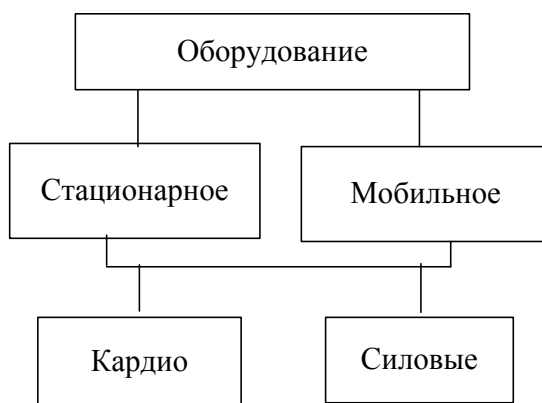 Оборудование
Стационарное
Мобильное
Кардио
Силовые